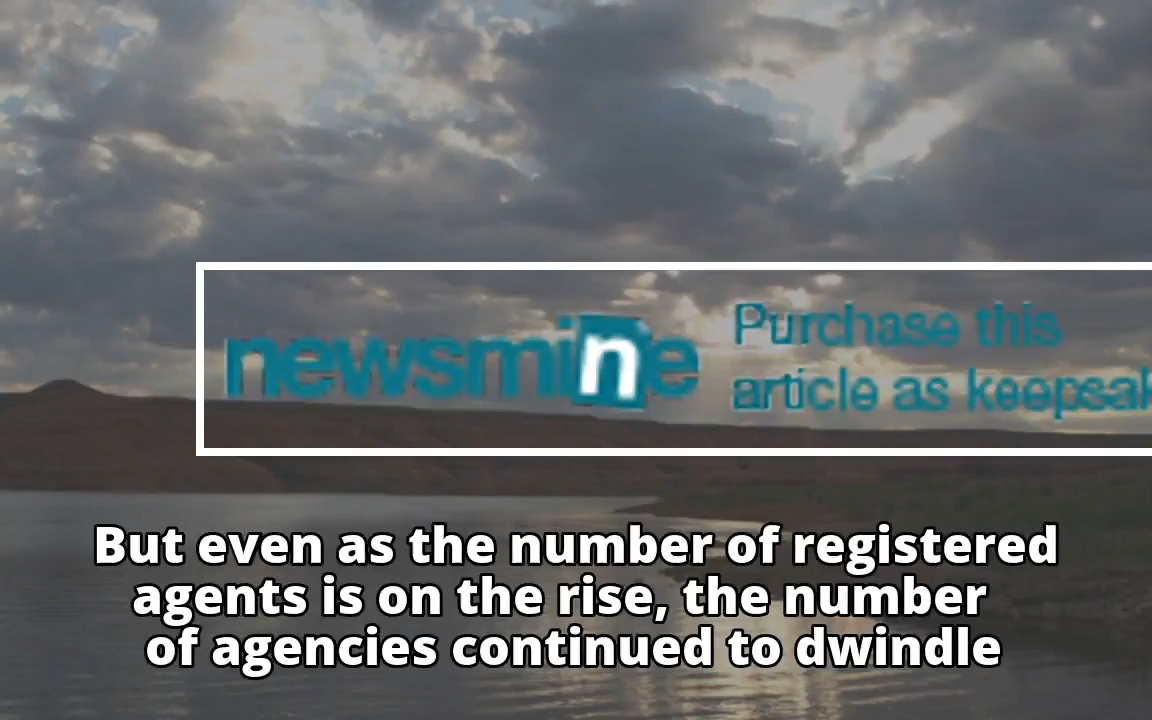 newsmine
Purchase this
article as keepsak
But even as the number of registered
agents is on the rise, the number
of agencies continued to dwindle